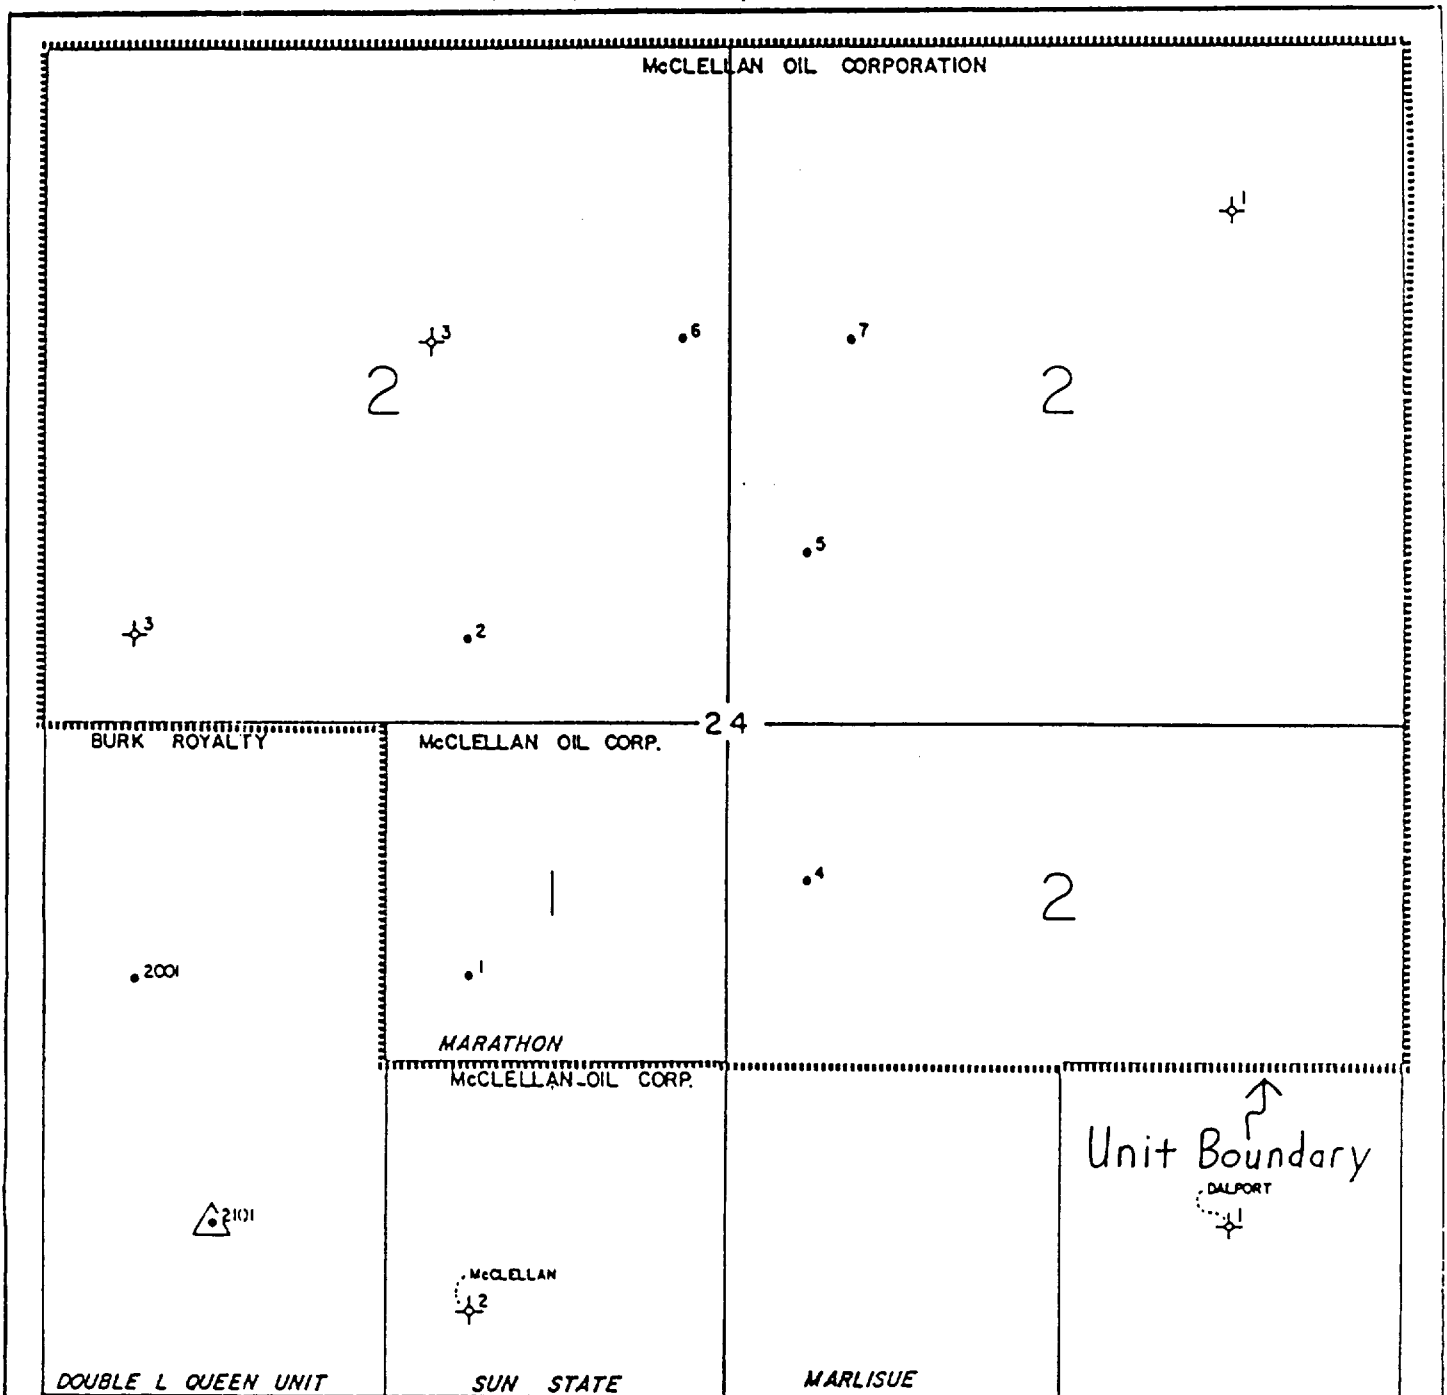 McCLELLAN OIL CORPORATION
1
3
6
7
2
2
5
3
2
24
BURK ROYALTY
McCLELLAN OIL CORP.
1
4
2
2001
1
MARATHON
McCLELLAN OIL CORP.
Unit Boundary
DALPORT
1
2101
McCLELLAN
2
DOUBLE L QUEEN UNIT
SUN STATE
MARLISUE